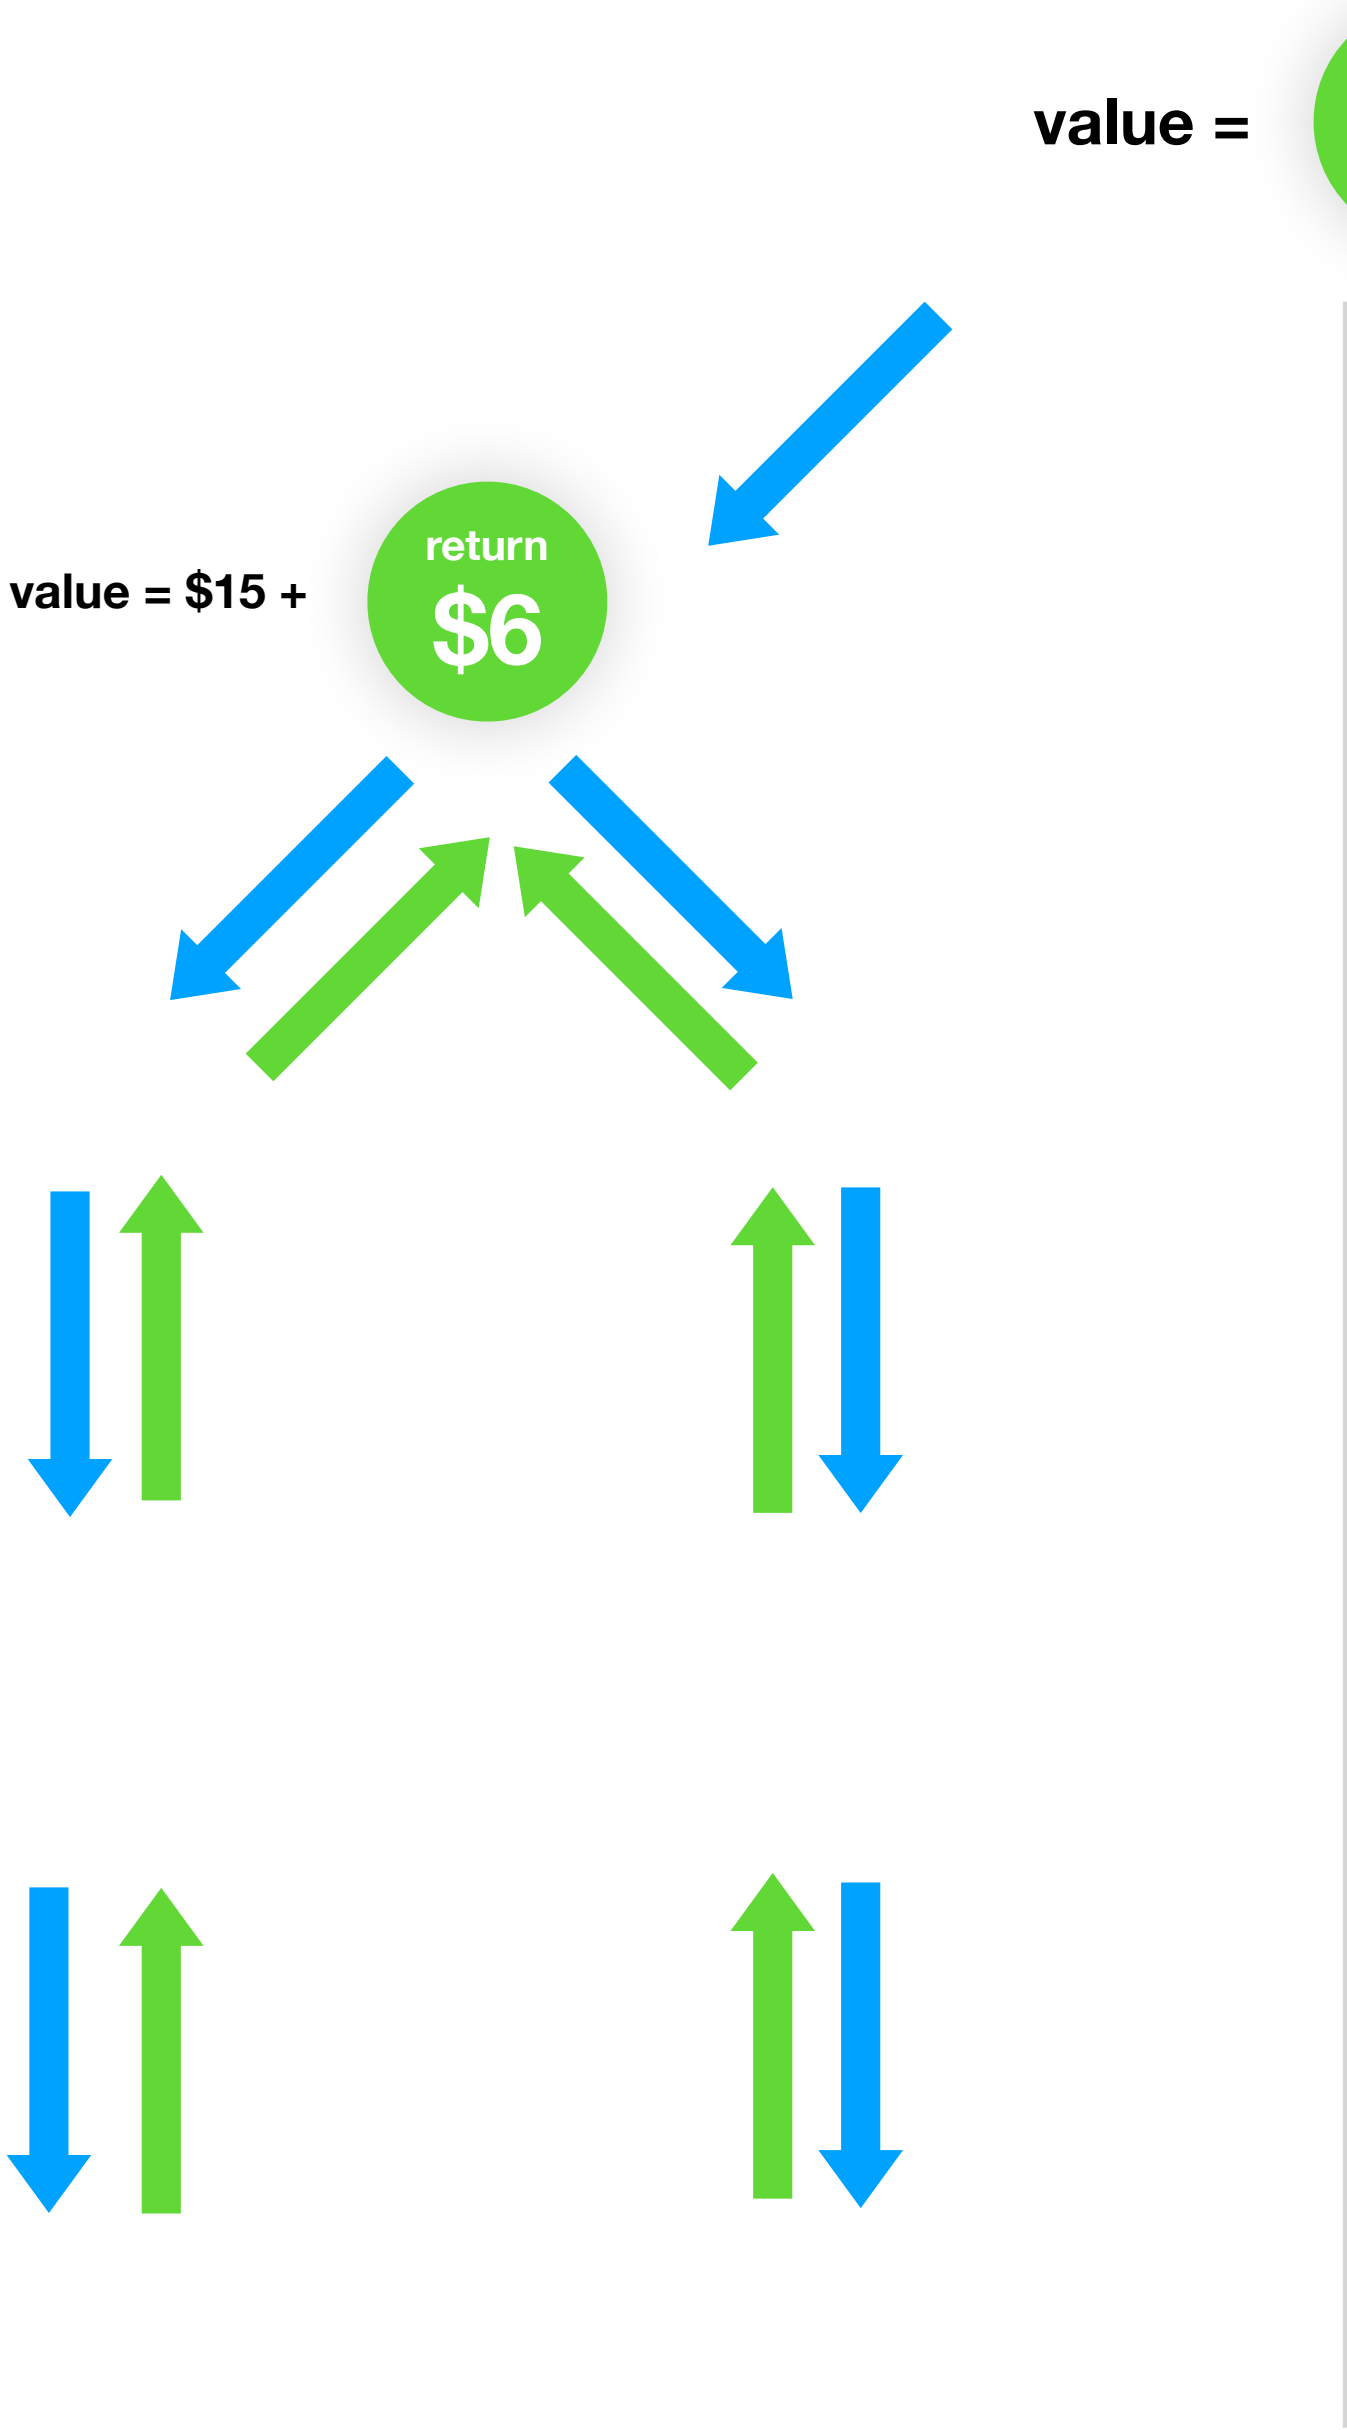 value =
return
value = $15 +
$6